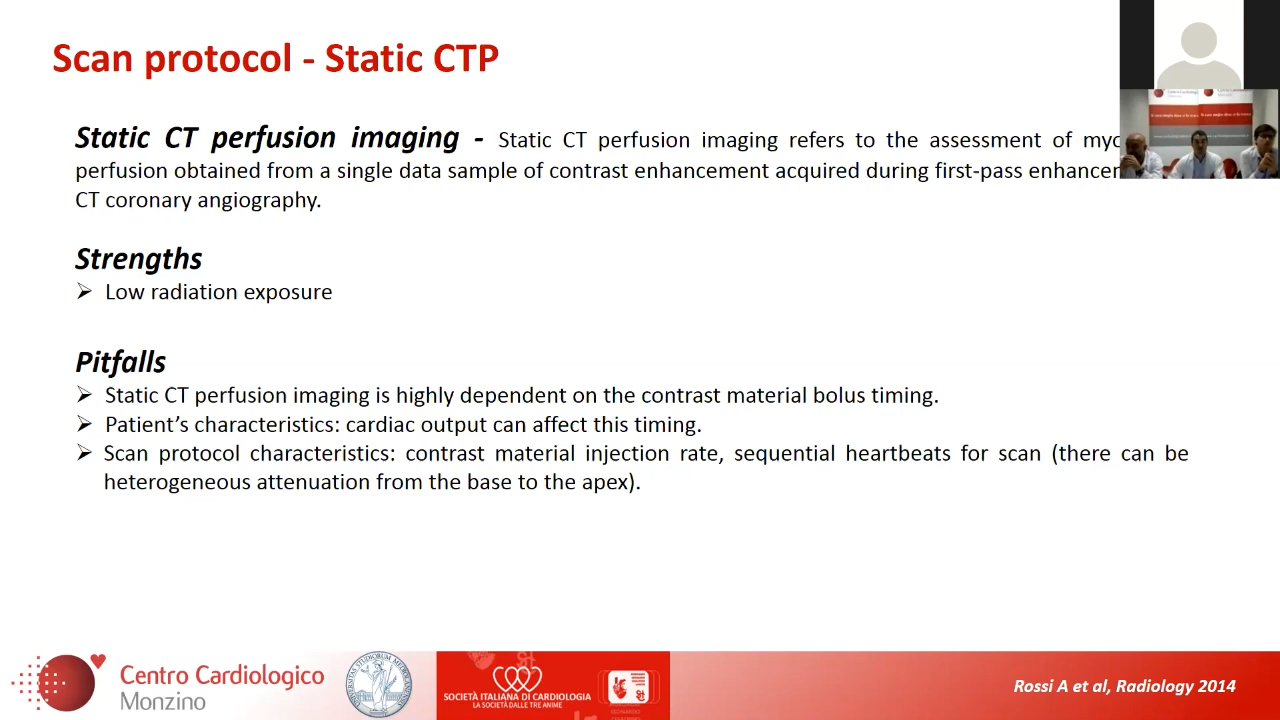 Scan protocol - Static CTP
Static CT perfusion imaging - Static CT perfusion imaging refers to the assessment of myc
perfusion obtained from a single data sample of contrast enhancement acquired during first-pass enhancen
CT coronary angiography.
Strengths
➢ Low radiation exposure
Pitfalls
➢ Static CT perfusion imaging is highly dependent on the contrast material bolus timing.
➢ Patient’s characteristics: cardiac output can affect this timing.
➢ Scan protocol characteristics: contrast material injection rate, sequential heartbeats for scan (there can be
heterogeneous attenuation from the base to the apex).
Centro Cardiologico
Monzino
SOCIETÀ ITALIANA DI CARDIOLOGIA
LA SOCIETÀ DALLE TRE ANIME
Rossi A et al, Radiology 2014
Centro Cardiologico
Monzino